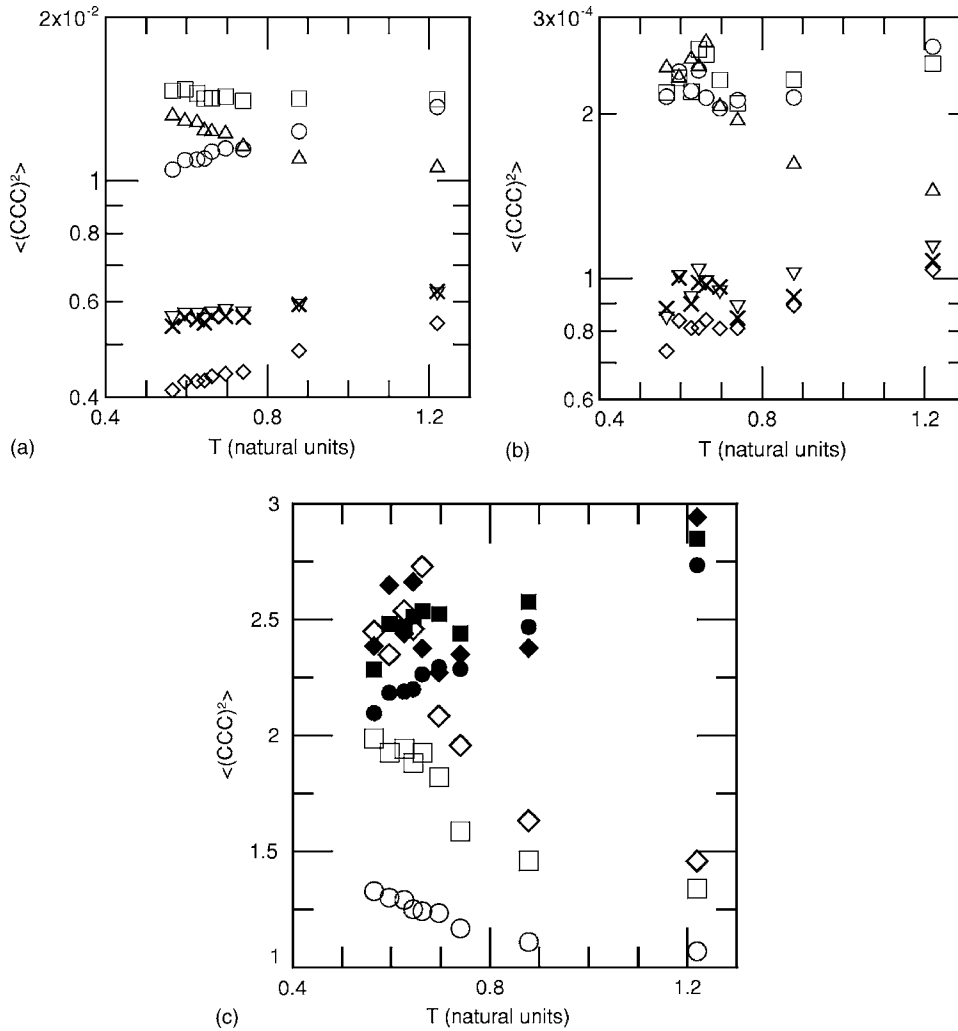 2x10⁻²
1
0.8
0.6
0.4
<(CCC)²>
0.4
0.8
1.2
T (natural units)
(a)
3x10⁻⁴
2
1
0.8
0.6
<(CCC)²>
0.4
0.8
1.2
T (natural units)
(b)
3
2.5
2
1.5
1
<(CCC)²>
0.4
0.8
1.2
T (natural units)
(c)